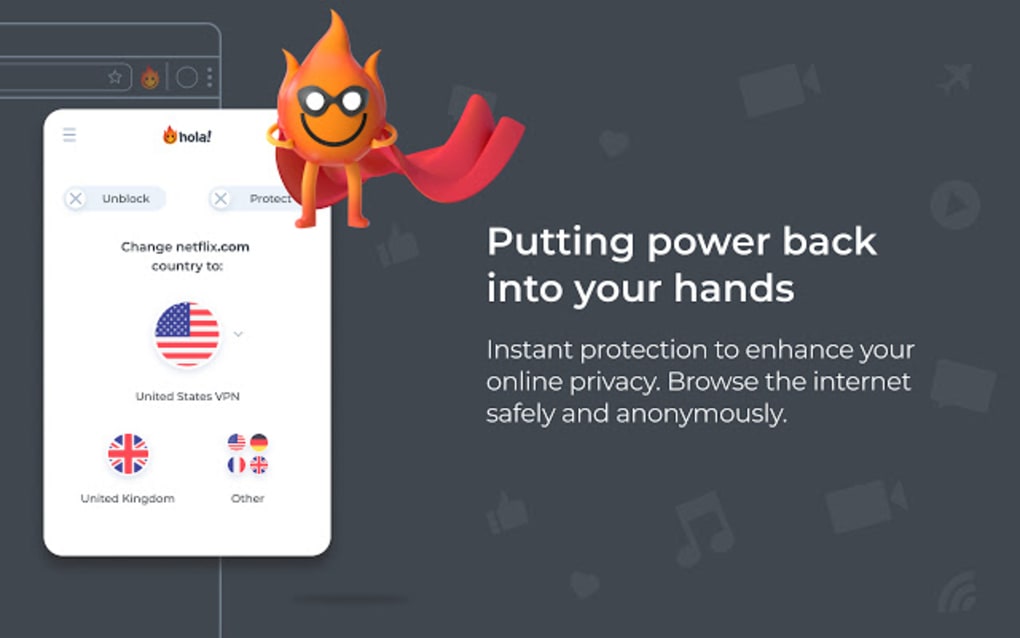 hola!
Unblock
Protect
Change netflix.com
country to:
United States VPN
United Kingdom
Other
Putting power back
into your hands
Instant protection to enhance your
online privacy. Browse the internet
safely and anonymously.